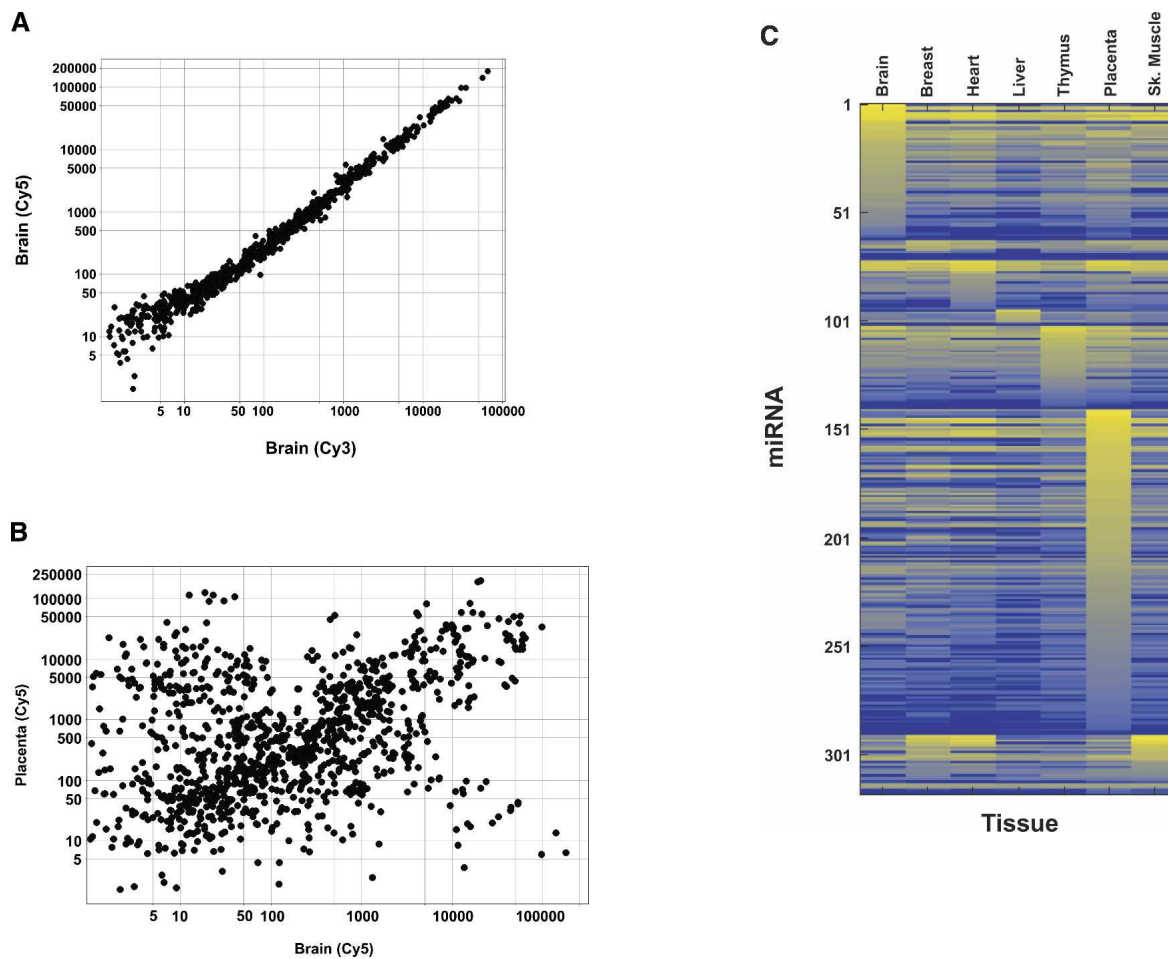 A
200000
100000
50000
10000
5000
1000
500
100
50
10
5
Brain (Cy5)
5 10 50 100 1000 10000 100000
Brain (Cy3)
B
250000
100000
50000
10000
5000
1000
500
100
50
10
5
Placenta (Cy5)
5 10 50 100 1000 10000 100000
Brain (Cy5)
C
Brain
Breast
Heart
Liver
Thymus
Placenta
Sk. Muscle
1
51
101
151
201
251
301
miRNA
Tissue